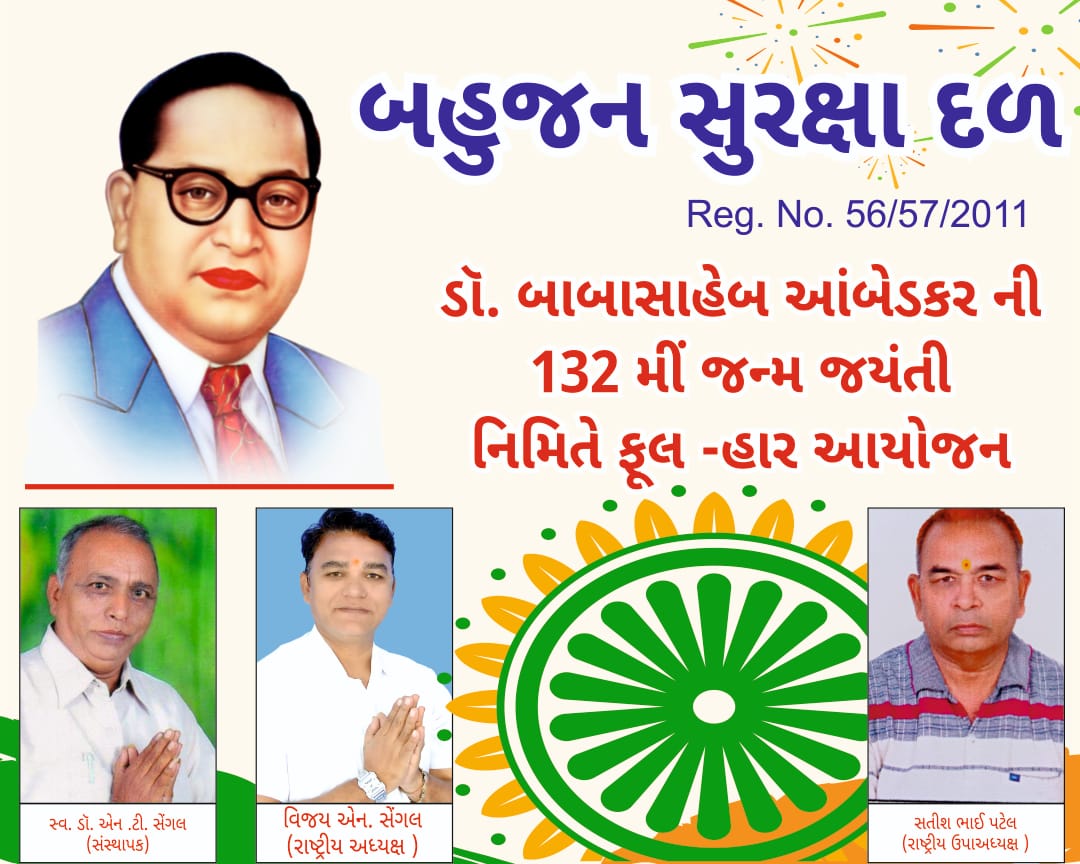 બહુજન સુરક્ષા દળ
Reg. No. 56/57/2011
ડૉ. બાબાસાહેબ આંબેડકર ની
132 મીં જન્મ જયંતી
નિમિતે ફૂલ -હાર આયોજન
સ્વ. ડૉ. એન .ટી. સેંગલ
(સંસ્થાપક)
વિજય એન. સેંગલ
(રાષ્ટ્રીય અધ્યક્ષ )
સતીશ ભાઈ પટેલ
(રાષ્ટ્રીય ઉપાઅધ્યક્ષ )